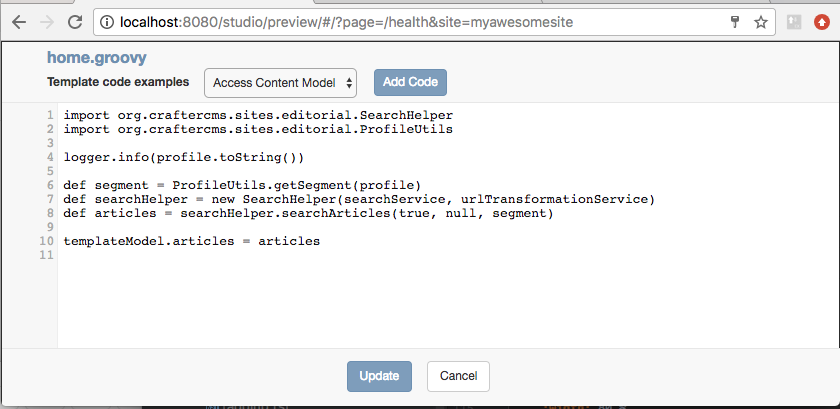 localhost:8080/studio/preview/#/?page=/health&site=myawesomesite
home.groovy
Template code examples Access Content Model Add Code
1 import org.craftercms.sites.editorial.SearchHelper
2 import org.craftercms.sites.editorial.ProfileUtils
3
4 logger.info(profile.toString())
5
6 def segment = ProfileUtils.getSegment(profile)
7 def searchHelper = new SearchHelper(searchService, urlTransformationService)
8 def articles = searchHelper.searchArticles(true, null, segment)
9
10 templateModel.articles = articles
11
Update Cancel